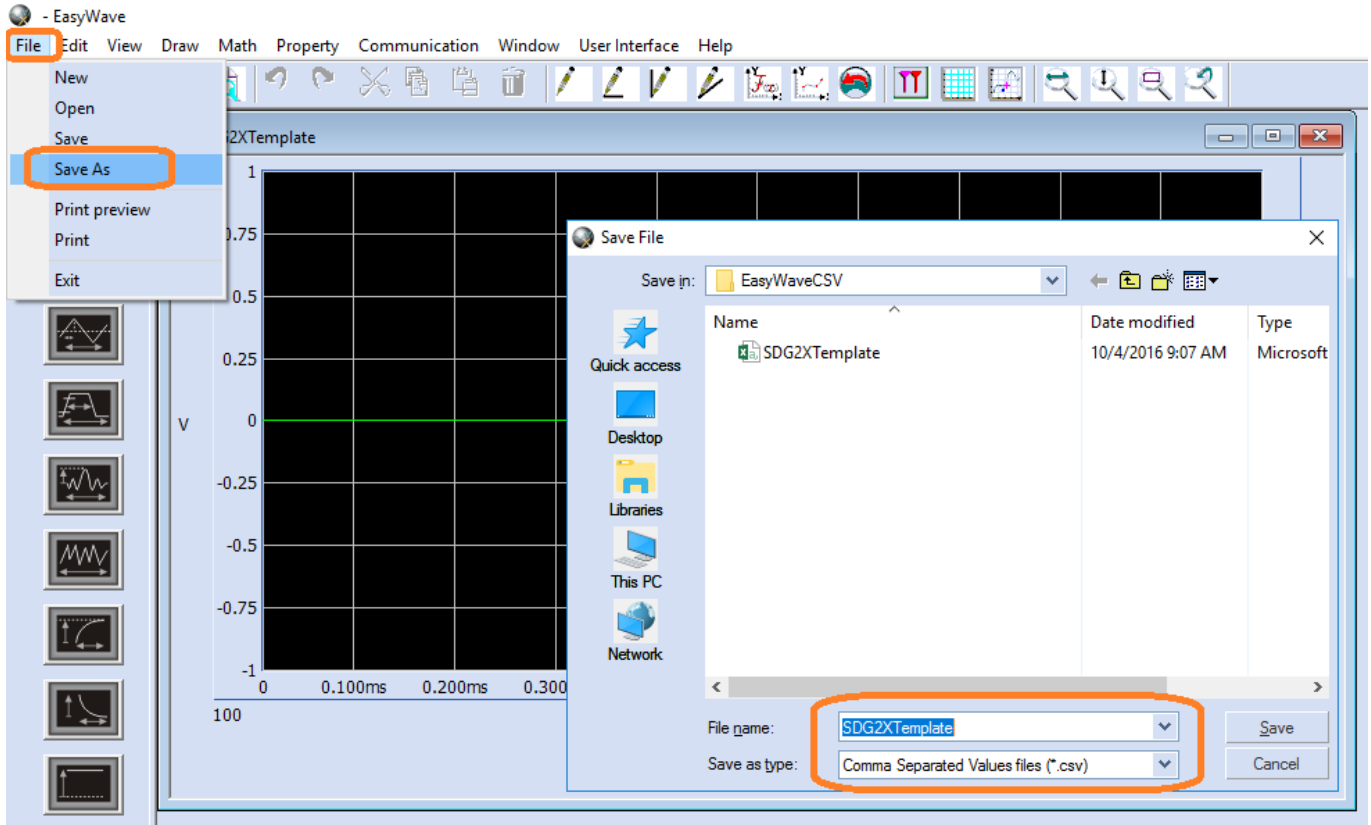 - EasyWave
File Edit View Draw Math Property Communication Window User Interface Help
New
Open
Save
Save As
Print preview
Print
Exit
2XTemplate
1
0.75
0.5
0.25
0
-0.25
-0.5
-0.75
-1
V
0 0.100ms 0.200ms 0.300
100
Save File
Save in: EasyWaveCSV
Name Date modified Type
SDG2XTemplate 10/4/2016 9:07 AM Microsoft
Quick access
Desktop
Libraries
This PC
Network
File name: SDG2XTemplate Save
Save as type: Comma Separated Values files (*.csv) Cancel